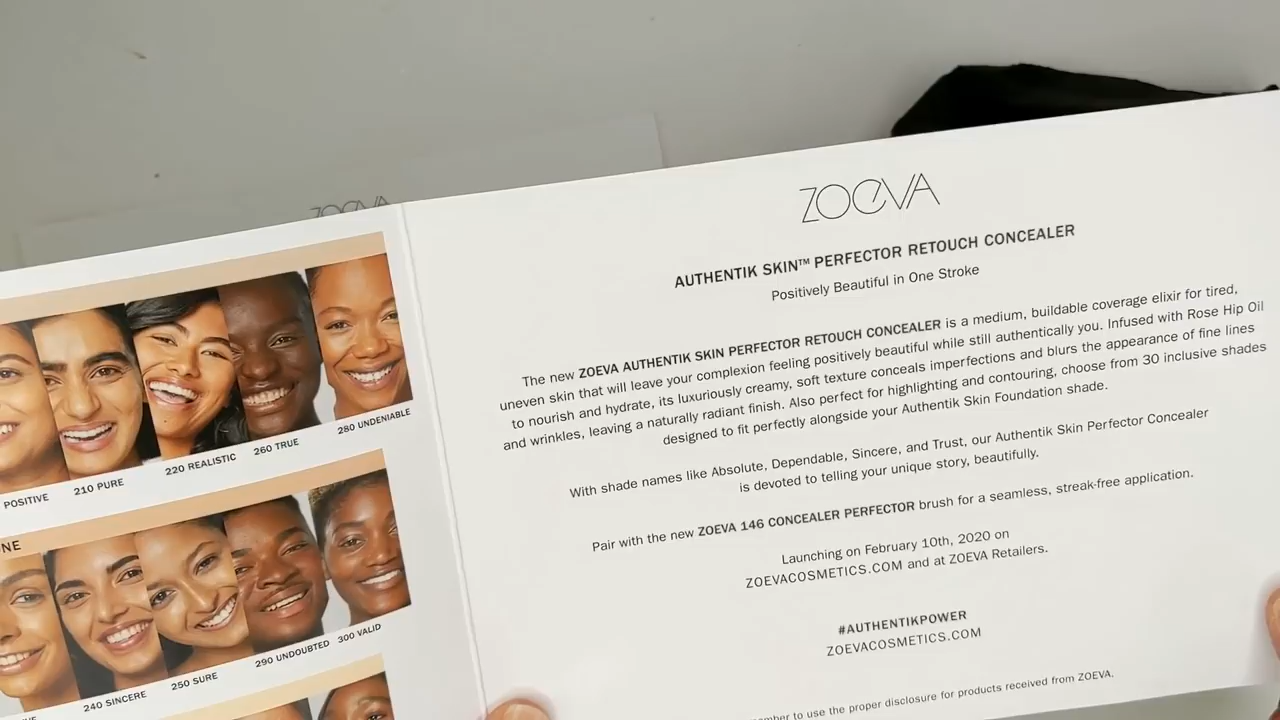 ZOEVA
POSITIVE 210 PURE 220 REALISTIC 260 TRUE 280 UNDENIABLE
240 SINCERE 250 SURE 290 UNDOUBTED 300 VALID
ZOEVA
AUTHENTIK SKIN™ PERFECTOR RETOUCH CONCEALER
Positively Beautiful in One Stroke
The new ZOEVA AUTHENTIK SKIN PERFECTOR RETOUCH CONCEALER is a medium, buildable coverage elixir for tired,
uneven skin that will leave your complexion feeling positively beautiful while still authentically you. Infused with Rose Hip Oil
to nourish and hydrate, its luxuriously creamy, soft texture conceals imperfections and blurs the appearance of fine lines
and wrinkles, leaving a naturally radiant finish. Also perfect for highlighting and contouring, choose from 30 inclusive shades
designed to fit perfectly alongside your Authentik Skin Foundation shade.
With shade names like Absolute, Dependable, Sincere, and Trust, our Authentik Skin Perfector Concealer
is devoted to telling your unique story, beautifully.
Pair with the new ZOEVA 146 CONCEALER PERFECTOR brush for a seamless, streak-free application.
Launching on February 10th, 2020 on
ZOEVACOSMETICS.COM and at ZOEVA Retailers.
#AUTHENTIKPOWER
ZOEVACOSMETICS.COM
to use the proper disclosure for products received from ZOEVA.